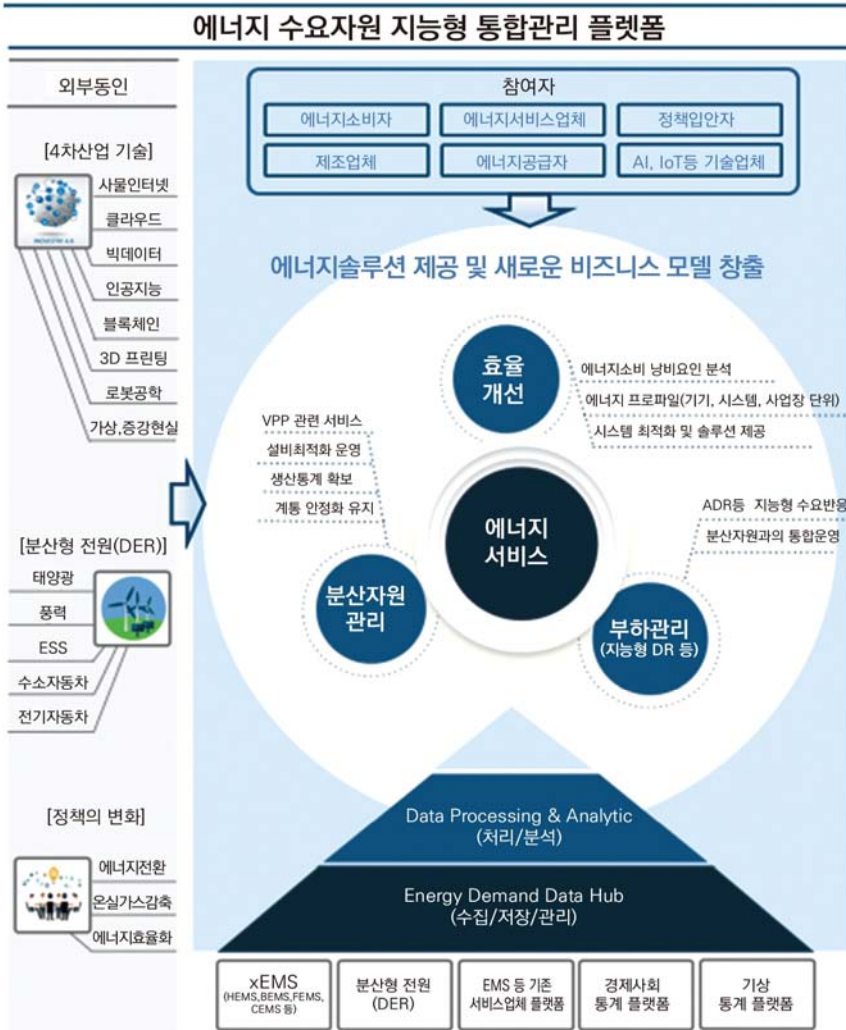 에너지 수요자원 지능형 통합관리 플렛폼
외부동인
[4차산업 기술]
사물인터넷
클라우드
빅데이터
인공지능
블록체인
3D 프린팅
로봇공학
가상,증강현실
[분산형 전원(DER)]
태양광
풍력
ESS
수소자동차
전기자동차
[정책의 변화]
에너지전환
온실가스감축
에너지효율화
참여자
에너지소비자
에너지서비스업체
정책입안자
제조업체
에너지공급자
AI, IoT등 기술업체
에너지솔루션 제공 및 새로운 비즈니스 모델 창출
효율
개선
에너지소비 낭비요인 분석
에너지 프로파일(기기, 시스템, 사업장 단위)
시스템 최적화 및 솔루션 제공
VPP 관련 서비스
설비최적화 운영
생산통계 확보
계통 안정화 유지
에너지
서비스
ADR등 지능형 수요반응
분산자원과의 통합운영
분산자원
관리
부하관리
(지능형 DR 등)
Data Processing & Analytic
(처리/분석)
Energy Demand Data Hub
(수집/저장/관리)
xEMS
(HEMS,BEMS,FEMS,
CEMS 등)
분산형 전원
(DER)
EMS 등 기존
서비스업체 플랫폼
경제사회
통계 플랫폼
기상
통계 플랫폼